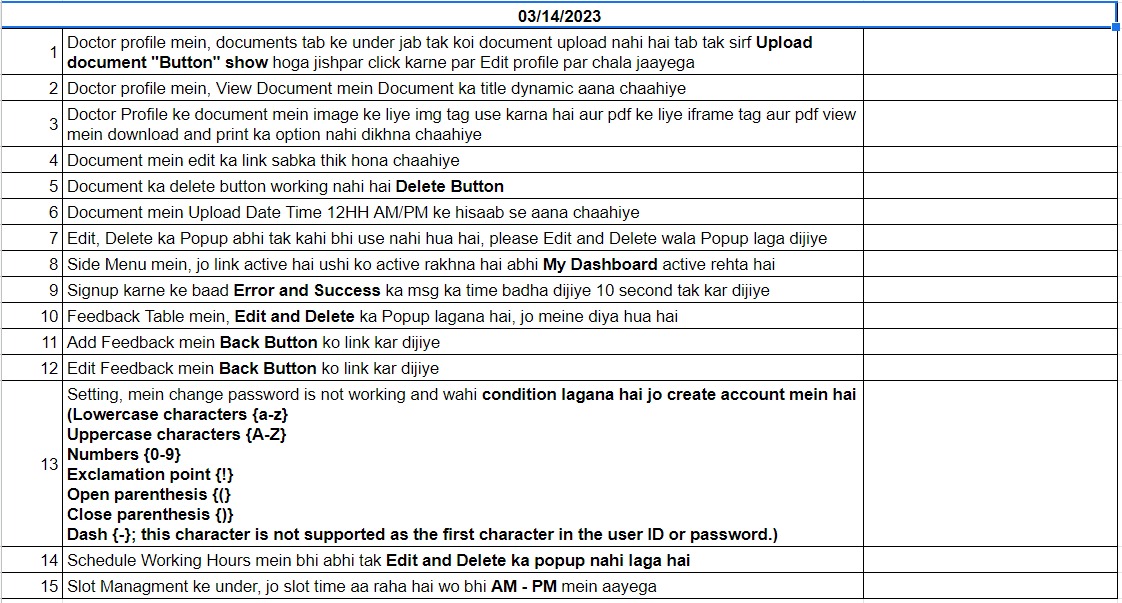 03/14/2023
1 Doctor profile mein, documents tab ke under jab tak koi document upload nahi hai tab tak sirf Upload
document "Button" show hoga jishpar click karne par Edit profile par chala jaayega
2 Doctor profile mein, View Document mein Document ka title dynamic aana chaahiye
3 Doctor Profile ke document mein image ke liye img tag use karna hai aur pdf ke liye iframe tag aur pdf view
mein download and print ka option nahi dikhna chaahiye
4 Document mein edit ka link sabka thik hona chaahiye
5 Document ka delete button working nahi hai Delete Button
6 Document mein Upload Date Time 12HH AM/PM ke hisaab se aana chaahiye
7 Edit, Delete ka Popup abhi tak kahi bhi use nahi hua hai, please Edit and Delete wala Popup laga dijiye
8 Side Menu mein, jo link active hai ushi ko active rakhna hai abhi My Dashboard active rehta hai
9 Signup karne ke baad Error and Success ka msg ka time badha dijiye 10 second tak kar dijiye
10 Feedback Table mein, Edit and Delete ka Popup lagana hai, jo meine diya hua hai
11 Add Feedback mein Back Button ko link kar dijiye
12 Edit Feedback mein Back Button ko link kar dijiye
13 Setting, mein change password is not working and wahi condition lagana hai jo create account mein hai
(Lowercase characters {a-z}
Uppercase characters {A-Z}
Numbers {0-9}
Exclamation point {!}
Open parenthesis {(}
Close parenthesis {)}
Dash {-}; this character is not supported as the first character in the user ID or password.)
14 Schedule Working Hours mein bhi abhi tak Edit and Delete ka popup nahi laga hai
15 Slot Managment ke under, jo slot time aa raha hai wo bhi AM - PM mein aayega